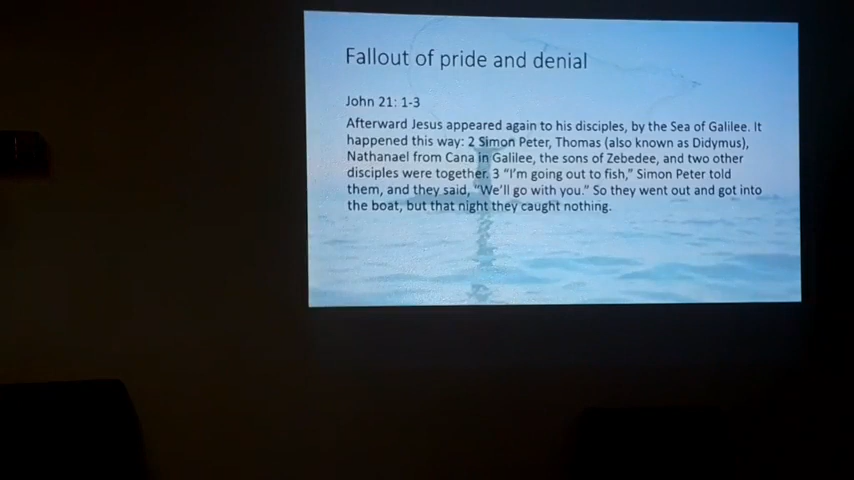 Fallout of pride and denial
John 21: 1-3
Afterward Jesus appeared again to his disciples, by the Sea of Galilee. It
happened this way: 2 Simon Peter, Thomas (also known as Didymus),
Nathanael from Cana in Galilee, the sons of Zebedee, and two other
disciples were together. 3 “I’m going out to fish,” Simon Peter told
them, and they said, “We’ll go with you.” So they went out and got into
the boat, but that night they caught nothing.